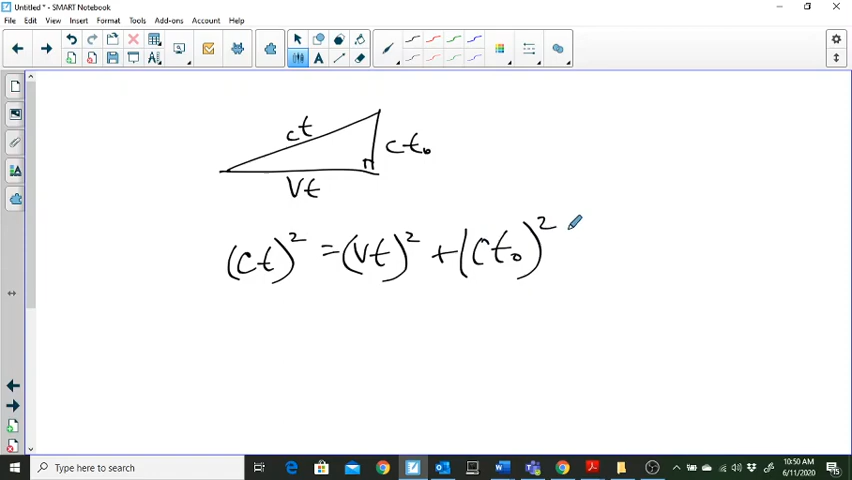 Untitled * - SMART Notebook
File Edit View Insert Format Tools Add-ons Account Help
ct
ct₀
Vt
(ct)² = (Vt)² + (ct₀)²
Type here to search
10:50 AM
6/11/2020
15